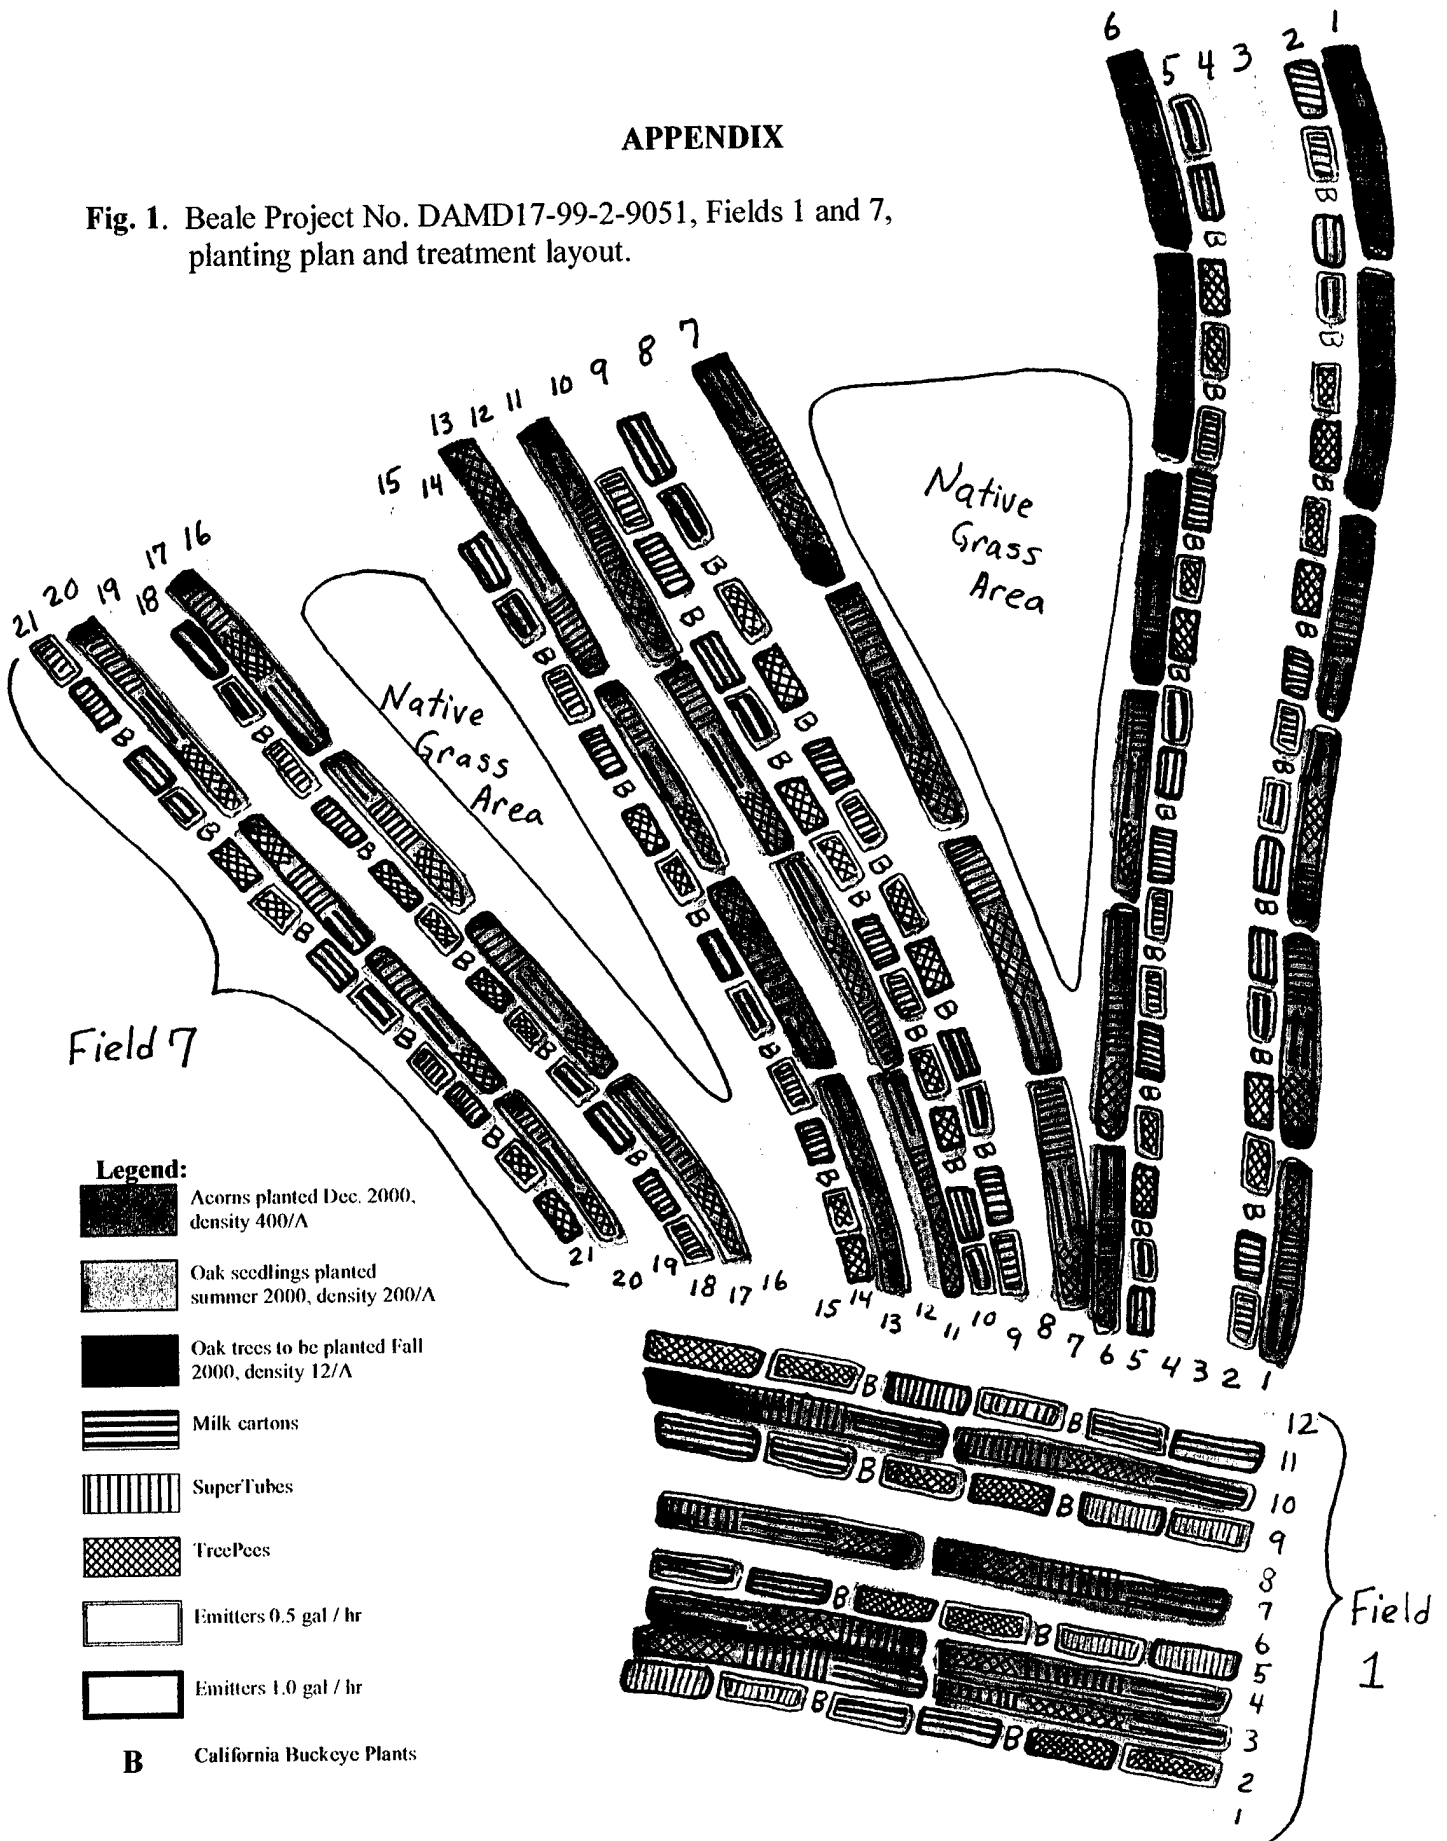 APPENDIX
Fig. 1. Beale Project No. DAMD17-99-2-9051, Fields 1 and 7,
planting plan and treatment layout.
6
5
4
3
2
1
7
8
9
10
11
12
13
14
15
16
17
18
19
20
21
Native
Grass
Area
Native
Grass
Area
Field 7
B B B B B B B
B B B B B B B
B B B B B B
B B B B B B
B B B B B
B B B B B
B B B B B
21 20 19 18 17 16 15 14 13 12 11 10 9 8 7 6 5 4 3 2 1
Legend:
Acorns planted Dec. 2000,
density 400/A
Oak seedlings planted
summer 2000, density 200/A
Oak trees to be planted Fall
2000, density 12/A
Milk cartons
SuperTubes
TreePees
Emitters 0.5 gal / hr
Emitters 1.0 gal / hr
B California Buckeye Plants
B B
B B
B B
B B
12
11
10
9
8
7
6
5
4
3
2
1
Field
1